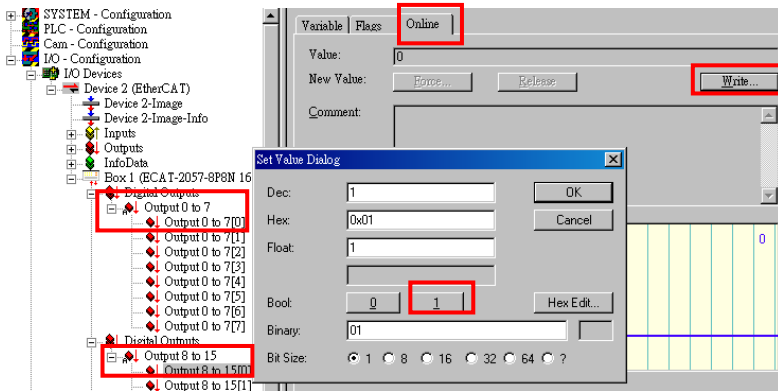 SYSTEM - Configuration
PLC - Configuration
Cam - Configuration
I/O - Configuration
I/O Devices
Device 2 (EtherCAT)
Device 2-Image
Device 2-Image-Info
Inputs
Outputs
InfoData
Box 1 (ECAT-2057-8P8N 16
Digital Outputs
Output 0 to 7
Output 0 to 7[0]
Output 0 to 7[1]
Output 0 to 7[2]
Output 0 to 7[3]
Output 0 to 7[4]
Output 0 to 7[5]
Output 0 to 7[6]
Output 0 to 7[7]
Digital Outputs
Output 8 to 15
Output 8 to 15[0]
Output 8 to 15[1]
Variable Flags Online
Value: 0
New Value: Force... Release Write...
Comment:
Set Value Dialog
Dec: 1 OK
Hex: 0x01 Cancel
Float: 1
Bool: 0 1 Hex Edit...
Binary: 01
Bit Size: 1 8 16 32 64 ?
0